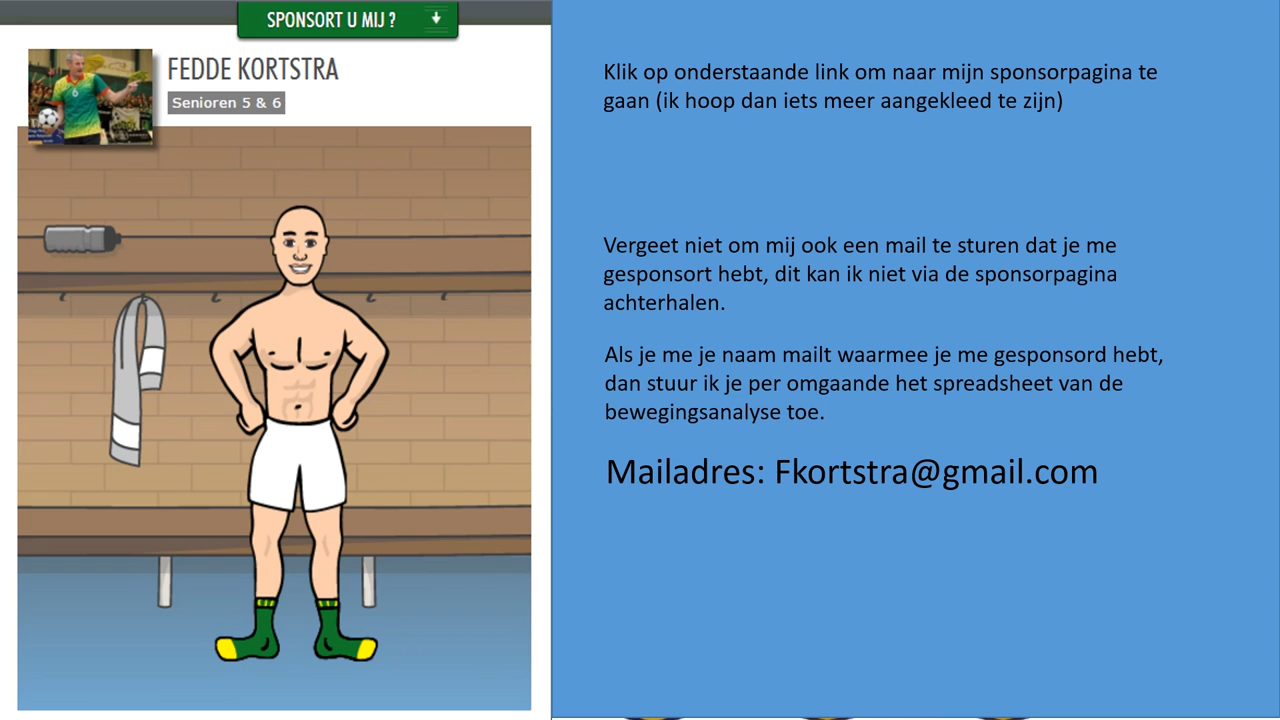 SPONSORT U MIJ ?
FEDDE KORTSTRA
Senioren 5 & 6
Klik op onderstaande link om naar mijn sponsorpagina te
gaan (ik hoop dan iets meer aangekleed te zijn)
Vergeet niet om mij ook een mail te sturen dat je me
gesponsort hebt, dit kan ik niet via de sponsorpagina
achterhalen.
Als je me je naam mailt waarmee je me gesponsord hebt,
dan stuur ik je per omgaande het spreadsheet van de
bewegingsanalyse toe.
Mailadres: Fkortstra@gmail.com